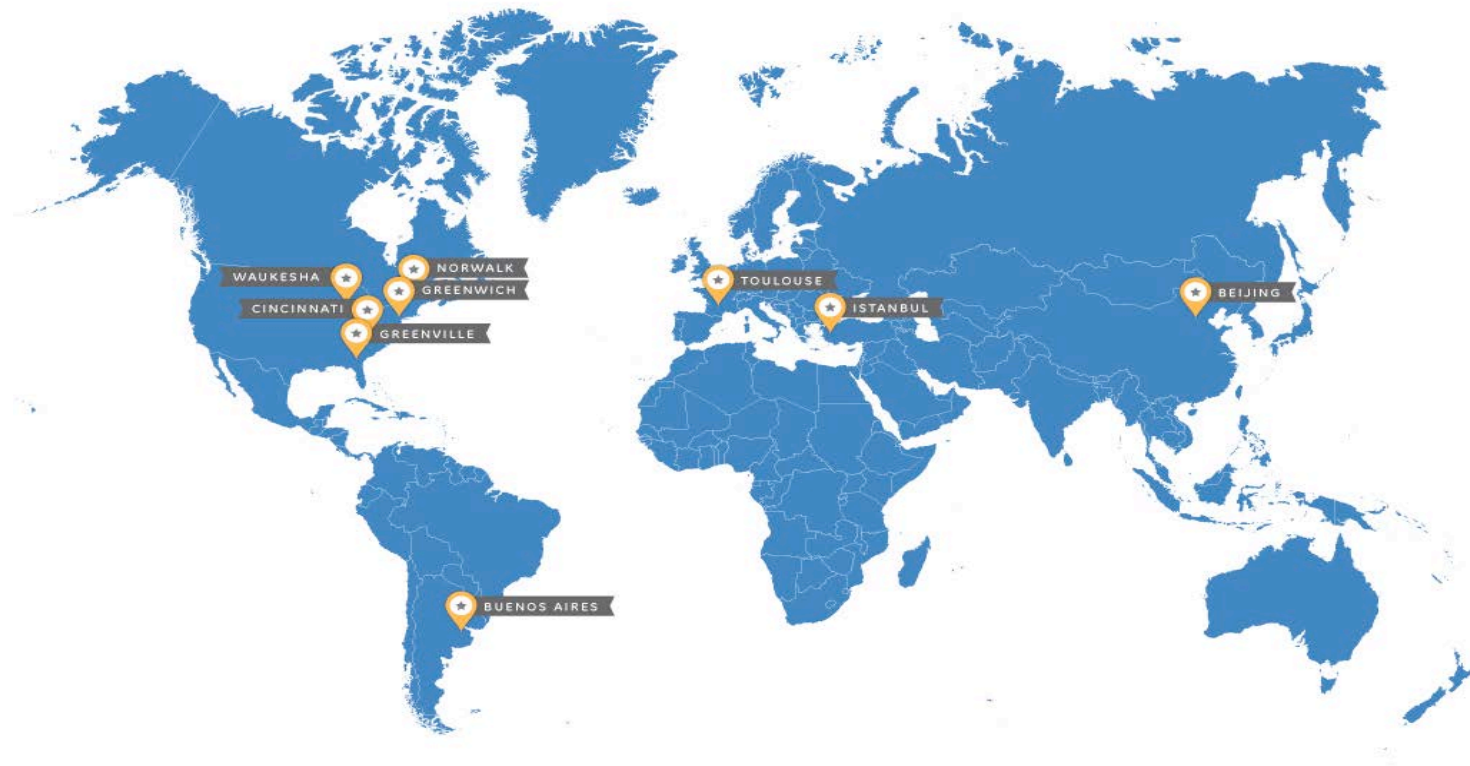 NORWALK
WAUKESHA
GREENWICH
CINCINNATI
GREENVILLE
TOULOUSE
ISTANBUL
BEIJING
BUENOS AIRES